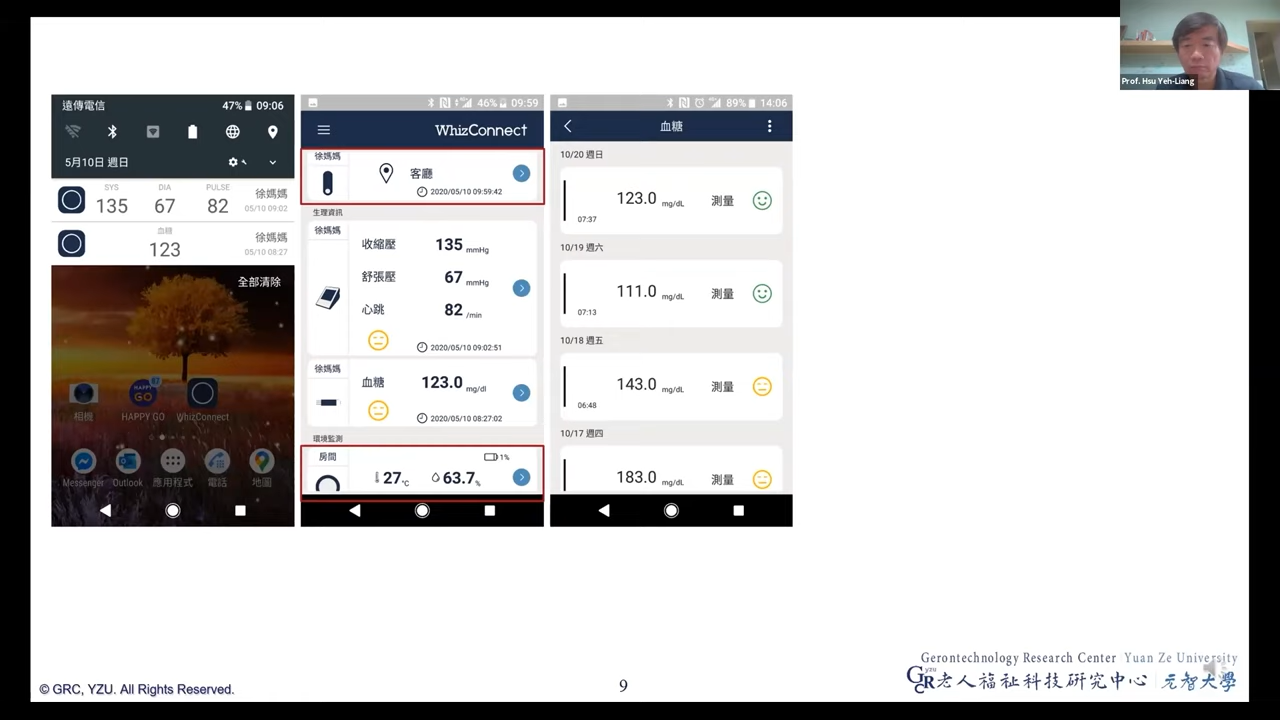 Prof. Hsu Yeh-Liang
遠傳電信
47% 09:06
5月10日 週日
SYS DIA PULSE
135 67 82
徐媽媽
05/10 09:02
血糖
123
徐媽媽
05/10 08:27
全部清除
HAPPY GO
87
相機 HAPPY GO WhizConnect
Messenger Outlook 應用程式 電話 地圖
46% 09:59
WhizConnect
徐媽媽
客廳
2020/05/10 09:59:42
生理資訊
徐媽媽
收縮壓 135 mmHg
舒張壓 67 mmHg
心跳 82 /min
2020/05/10 09:02:51
徐媽媽
血糖 123.0 mg/dl
2020/05/10 08:27:02
環境監測
房間
1%
27°C 63.7%
89% 14:06
血糖
10/20 週日
123.0 mg/dL 測量
07:37
10/19 週六
111.0 mg/dL 測量
07:13
10/18 週五
143.0 mg/dL 測量
06:48
10/17 週四
183.0 mg/dL 測量
Gerontechnology Research Center Yuan Ze University
yzu
GRC 老人福祉科技研究中心 元智大學
© GRC, YZU. All Rights Reserved.
9